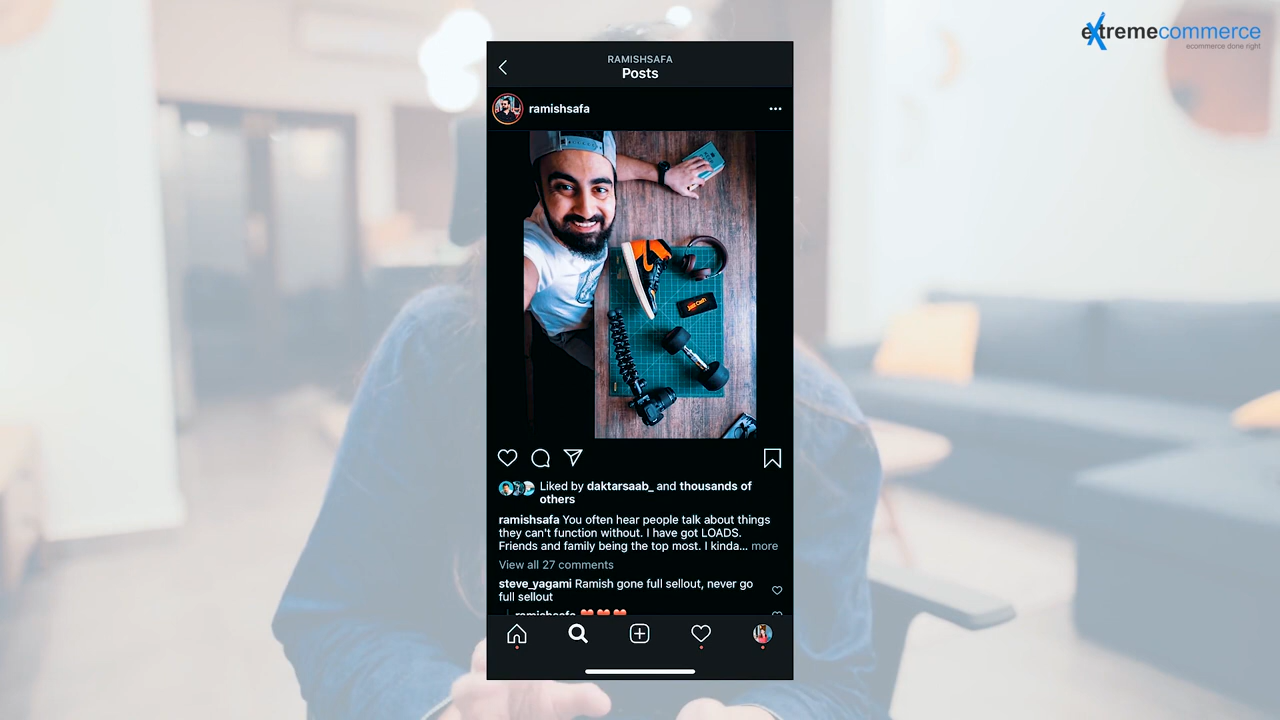 extremecommerce
ecommerce done right
RAMISHSAFA
Posts
ramishsafa
Liked by daktarsaab_ and thousands of
others
ramishsafa You often hear people talk about things
they can't function without. I have got LOADS.
Friends and family being the top most. I kinda... more
View all 27 comments
steve_yagami Ramish gone full sellout, never go
full sellout
ramishsafa ❤️❤️❤️